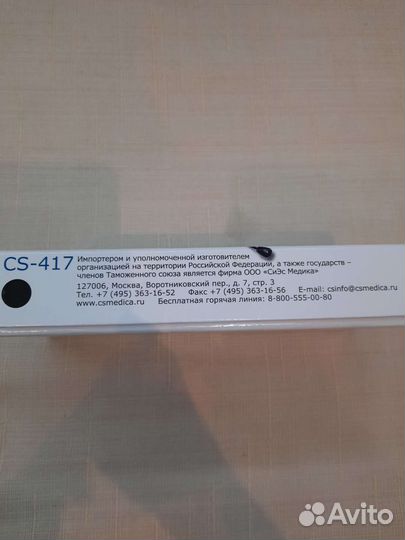 CS-417
Импортером и уполномоченной изготовителем
организацией на территории Российской Федерации, а также государств –
членов Таможенного союза является фирма ООО «СиЭс Медика»
127006, Москва, Воротниковский пер., д. 7, стр. 3
Тел. +7 (495) 363-16-52 Факс +7 (495) 363-16-56 E-mail: csinfo@csmedica.ru
www.csmedica.ru Бесплатная горячая линия: 8-800-555-00-80
Avito